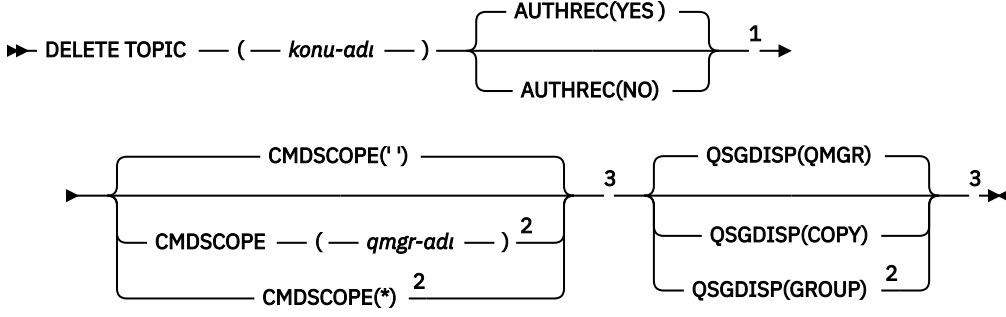 AUTHREC(YES )
DELETE TOPIC ( konu-adı ) 1
AUTHREC(NO)
CMDSCOPE(' ') QSGDISP(QMGR)
3 3
CMDSCOPE ( qmgr-adı ) 2 QSGDISP(COPY)
CMDSCOPE(*) 2 QSGDISP(GROUP) 2